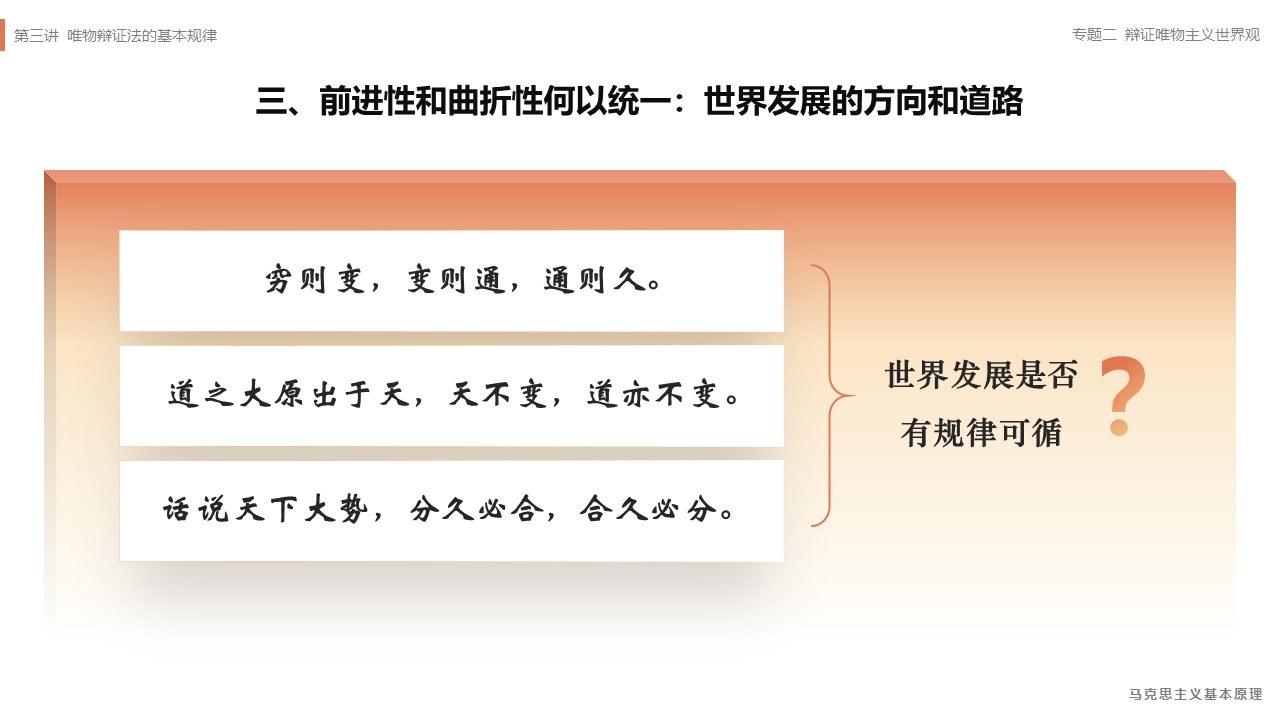 第三讲 唯物辩证法的基本规律
专题二 辩证唯物主义世界观
三、前进性和曲折性何以统一：世界发展的方向和道路
穷则变，变则通，通则久。
道之大原出于天，天不变，道亦不变。
话说天下大势，分久必合，合久必分。
世界发展是否
有规律可循
？
马克思主义基本原理